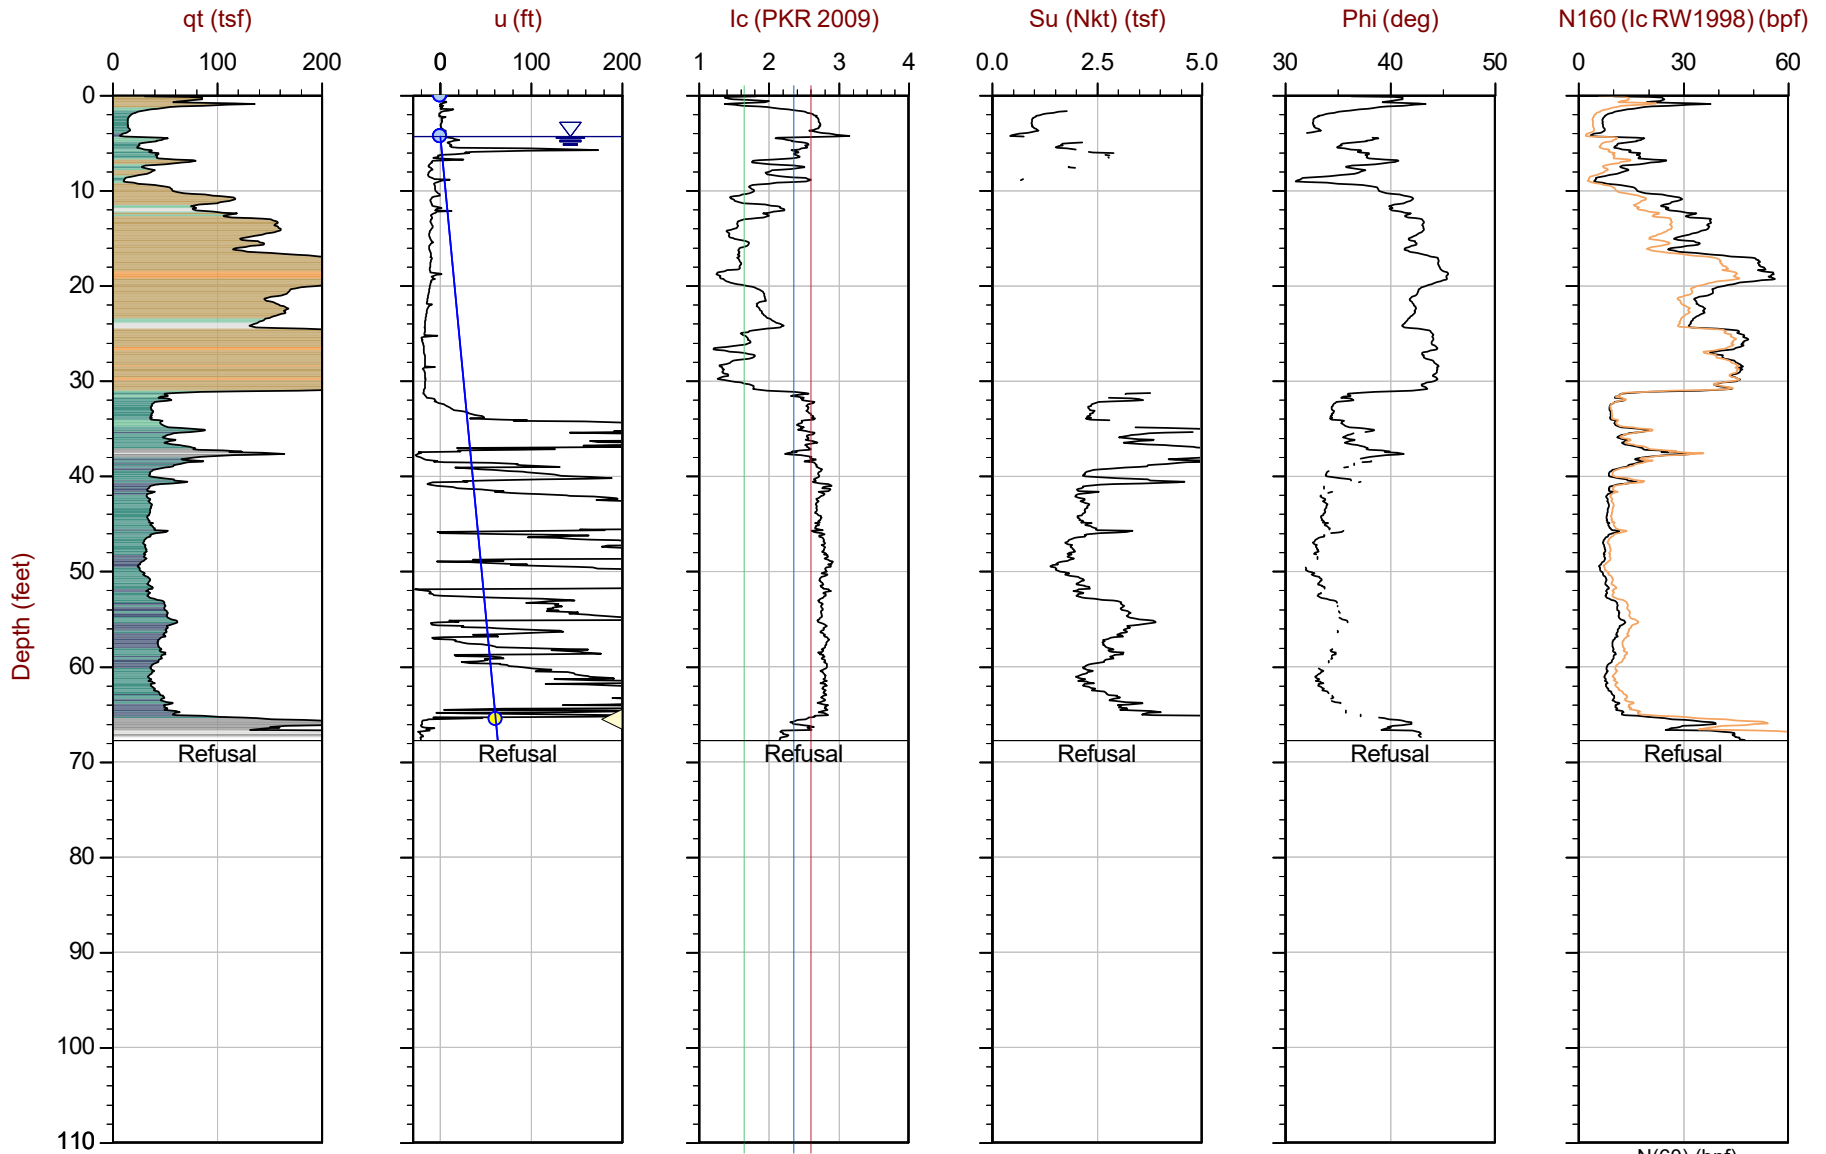 qt (tsf) u (ft) Ic (PKR 2009) Su (Nkt) (tsf) Phi (deg) N160 (Ic RW1998) (bpf)
0 100 200 0 100 200 1 2 3 4 0.0 2.5 5.0 30 40 50 0 30 60
0
10
20
30
40
50
60
Refusal Refusal Refusal Refusal Refusal Refusal
70
80
90
100
110
Depth (feet)
N(60) (bpf)